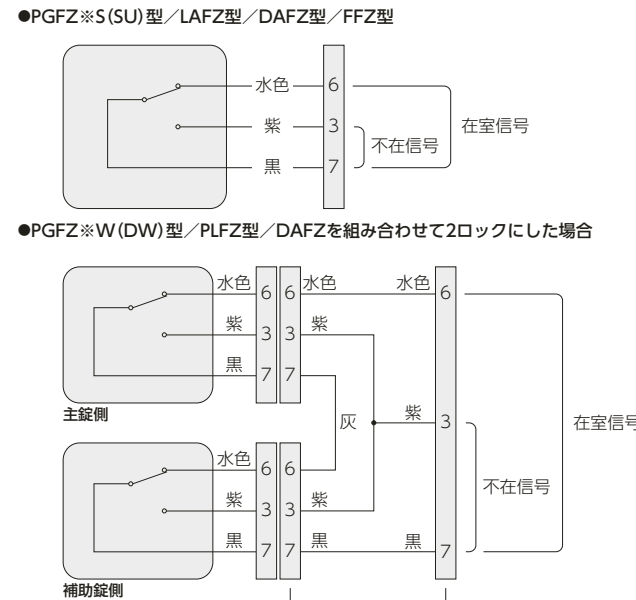 ●PGFZ※S(SU)型／LAFZ型／DAFZ型／FFZ型
水色 6
紫 3
黒 7
不在信号
在室信号
●PGFZ※W(DW)型／PLFZ型／DAFZを組み合わせて2ロックにした場合
水色 6 6 水色 水色 6
紫 3 3 紫
黒 7 7
主錠側
灰 紫 3
在室信号
水色 6 6
不在信号
紫 3 3 紫
黒 7 7 黒 黒 7
補助錠側